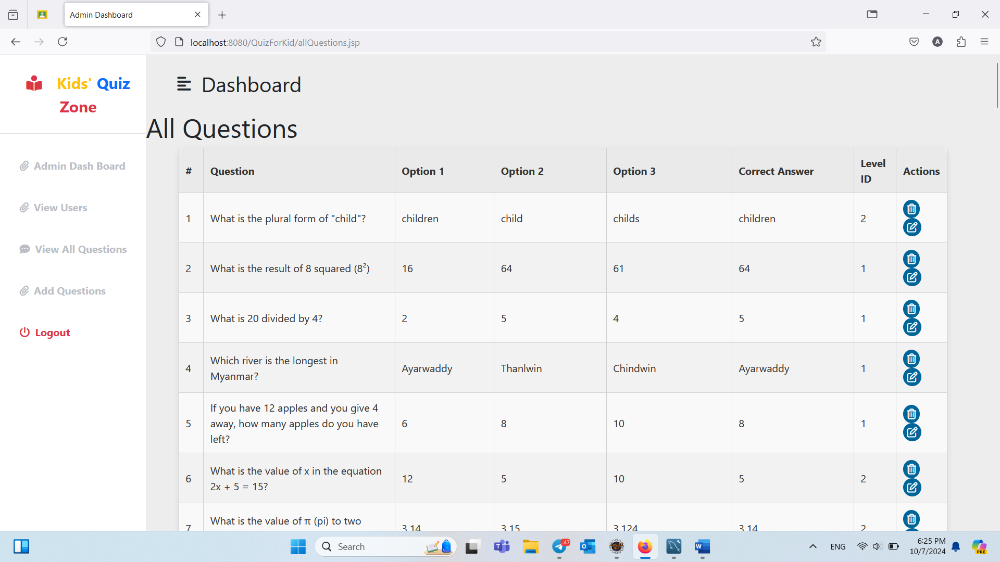 Admin Dashboard
localhost:8080/QuizForKid/allQuestions.jsp
A
Kids' Quiz
Zone
Admin Dash Board
View Users
View All Questions
Add Questions
Logout
Dashboard
All Questions
# Question Option 1 Option 2 Option 3 Correct Answer Level ID Actions
1 What is the plural form of "child"? children child childs children 2
2 What is the result of 8 squared (8²) 16 64 61 64 1
3 What is 20 divided by 4? 2 5 4 5 1
4 Which river is the longest in
Myanmar? Ayarwaddy Thanlwin Chindwin Ayarwaddy 1
5 If you have 12 apples and you give 4
away, how many apples do you have
left? 6 8 10 8 1
6 What is the value of x in the equation
2x + 5 = 15? 12 5 10 5 2
7 What is the value of π (pi) to two
3.14 3.15 3.124 3.14 2
Search
.47
ENG
6:25 PM
10/7/2024
PRE